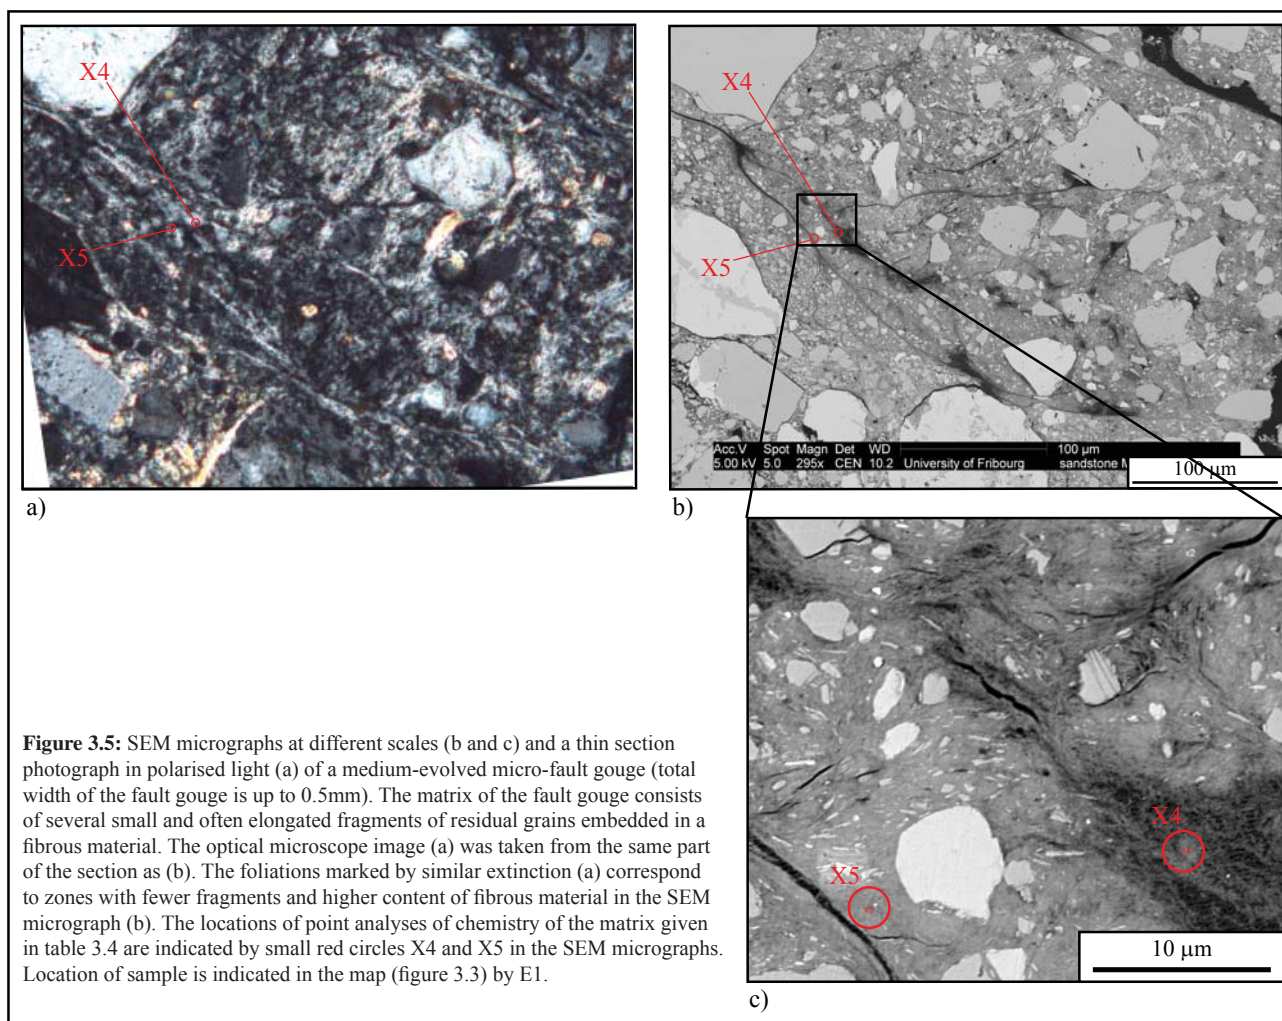 X4
X5
a)
X4
X5
Acc.V Spot Magn Det WD 100 µm
5.00 kV 5.0 295x CEN 10.2 University of Fribourg sandstone M
100 µm
b)
X4
X5
10 µm
c)
Figure 3.5: SEM micrographs at different scales (b and c) and a thin section
photograph in polarised light (a) of a medium-evolved micro-fault gouge (total
width of the fault gouge is up to 0.5mm). The matrix of the fault gouge consists
of several small and often elongated fragments of residual grains embedded in a
fibrous material. The optical microscope image (a) was taken from the same part
of the section as (b). The foliations marked by similar extinction (a) correspond
to zones with fewer fragments and higher content of fibrous material in the SEM
micrograph (b). The locations of point analyses of chemistry of the matrix given
in table 3.4 are indicated by small red circles X4 and X5 in the SEM micrographs.
Location of sample is indicated in the map (figure 3.3) by E1.